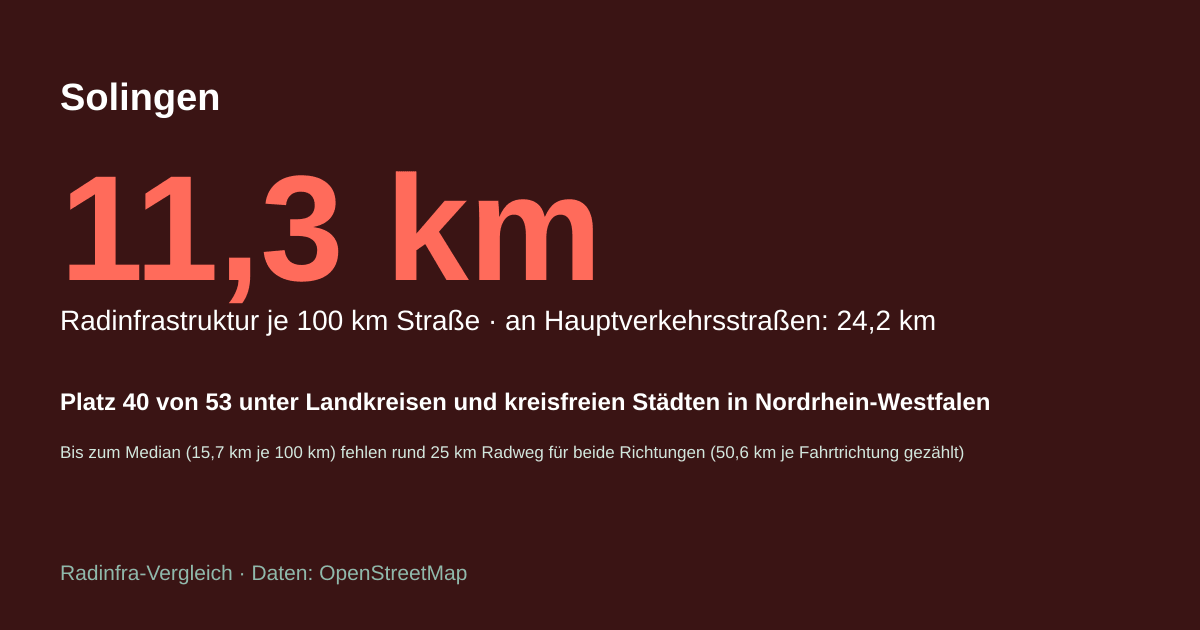 Solingen
11,3 km
Radinfrastruktur je 100 km Straße · an Hauptverkehrsstraßen: 24,2 km
Platz 40 von 53 unter Landkreisen und kreisfreien Städten in Nordrhein-Westfalen
Bis zum Median (15,7 km je 100 km) fehlen rund 25 km Radweg für beide Richtungen (50,6 km je Fahrtrichtung gezählt)
Radinfra-Vergleich · Daten: OpenStreetMap